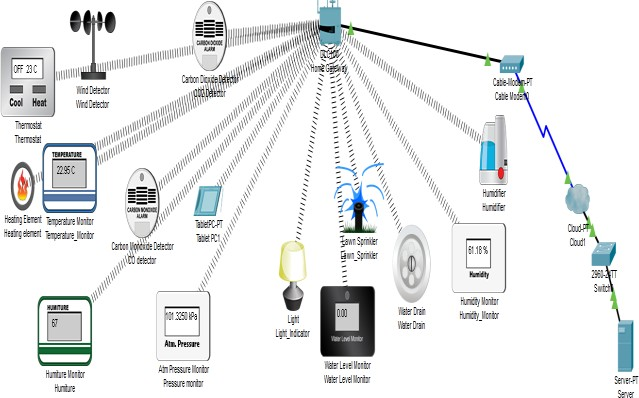 CARBON DIOXIDE
ALARM
OFF 23 C
Cool Heat
Thermostat
Thermostat
Wind Detector
Wind Detector
Carbon Dioxide Detector
CO2 Detector
Home Gateway
Cable-Modem-PT
Cable Modem0
TEMPERATURE
22.95 C
Heating Element
Heating element
Temperature Monitor
Temperature_Monitor
CARBON MONOXIDE
ALARM
Carbon Monoxide Detector
CO detector
TabletPC-PT
Tablet PC1
Lawn Sprinkler
Lawn_Sprinkler
Humidifier
Humidifier
Cloud-PT
Cloud1
61.18 %
Humidity
Humidity Monitor
Humidity_Monitor
Water Drain
Water Drain
Light
Light_Indicator
0.00
Water Level Monitor
Water Level Monitor
Water Level Monitor
HUMITURE
67
Humiture Monitor
Humiture
101.3250 kPa
Atm. Pressure
Atm Pressure Monitor
Pressure monitor
Server-PT
Server